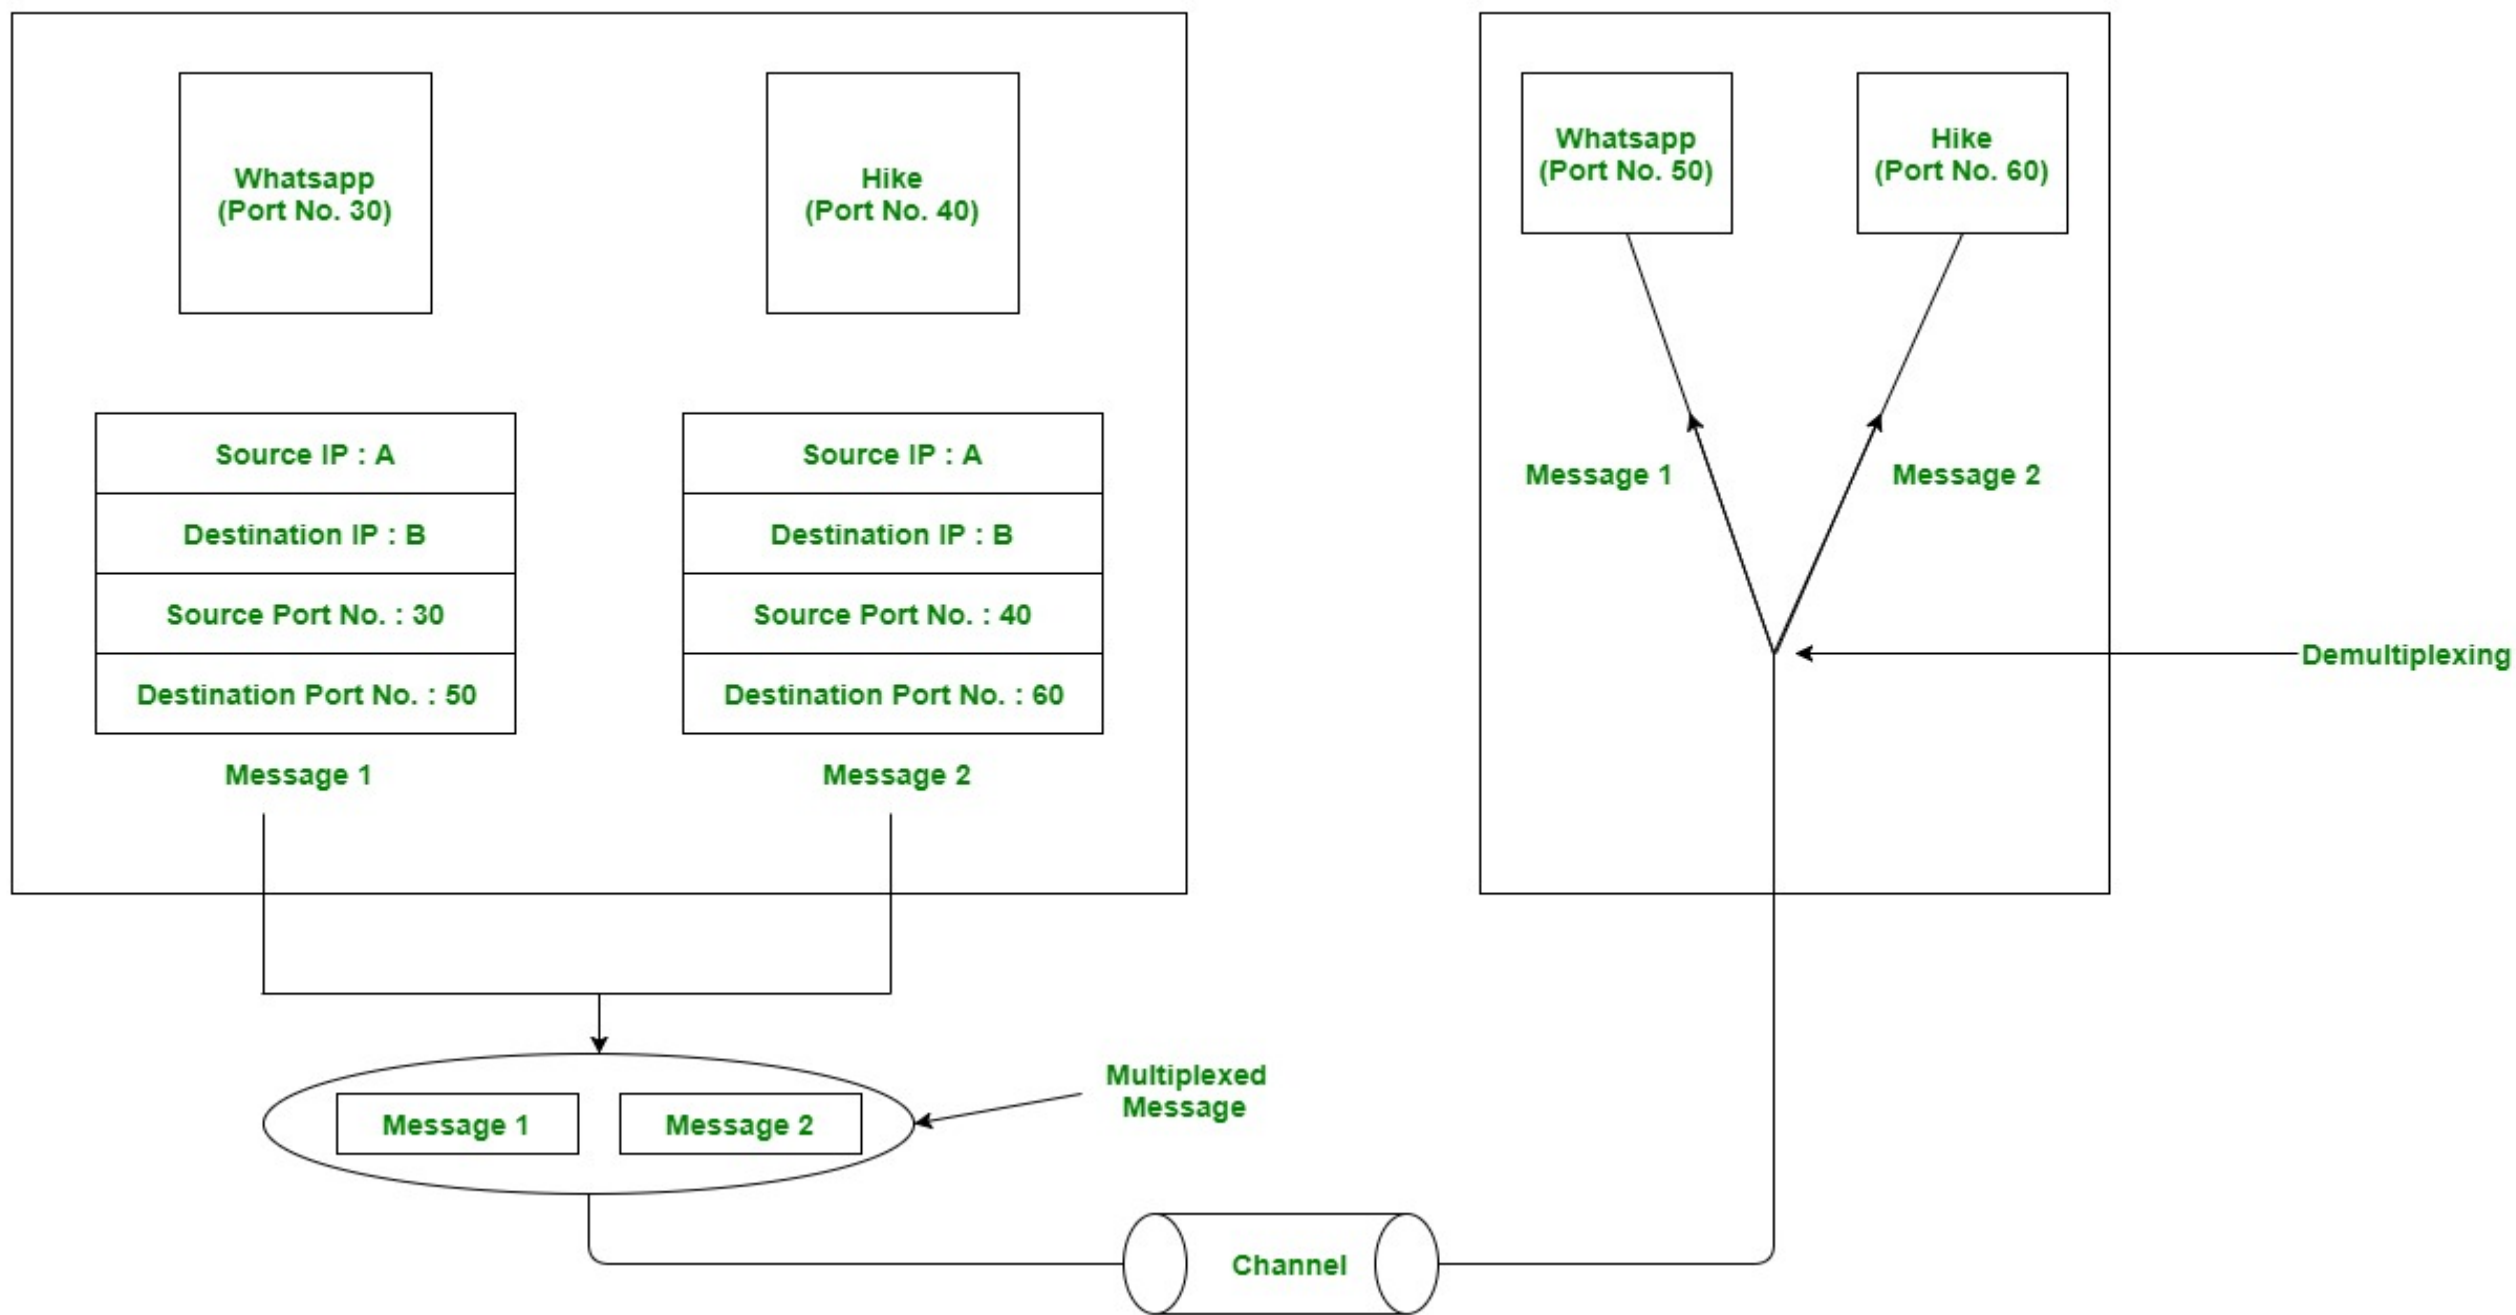 Whatsapp
(Port No. 30)
Hike
(Port No. 40)
Source IP : A
Destination IP : B
Source Port No. : 30
Destination Port No. : 50
Message 1
Source IP : A
Destination IP : B
Source Port No. : 40
Destination Port No. : 60
Message 2
Message 1
Message 2
Multiplexed
Message
Channel
Whatsapp
(Port No. 50)
Hike
(Port No. 60)
Message 1
Message 2
Demultiplexing